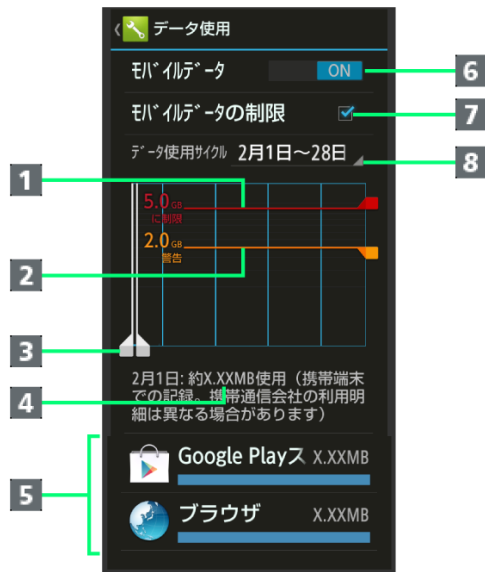 データ使用
モバイルデータ ON 6
モバイルデータの制限 7
データ使用サイクル 2月1日～28日 8
1
5.0GB
に制限
2.0GB
警告
2
3
2月1日: 約X.XXMB使用（携帯端末
での記録。携帯通信会社の利用明
細は異なる場合があります）
4
5
Google Playス X.XXMB
ブラウザ X.XXMB